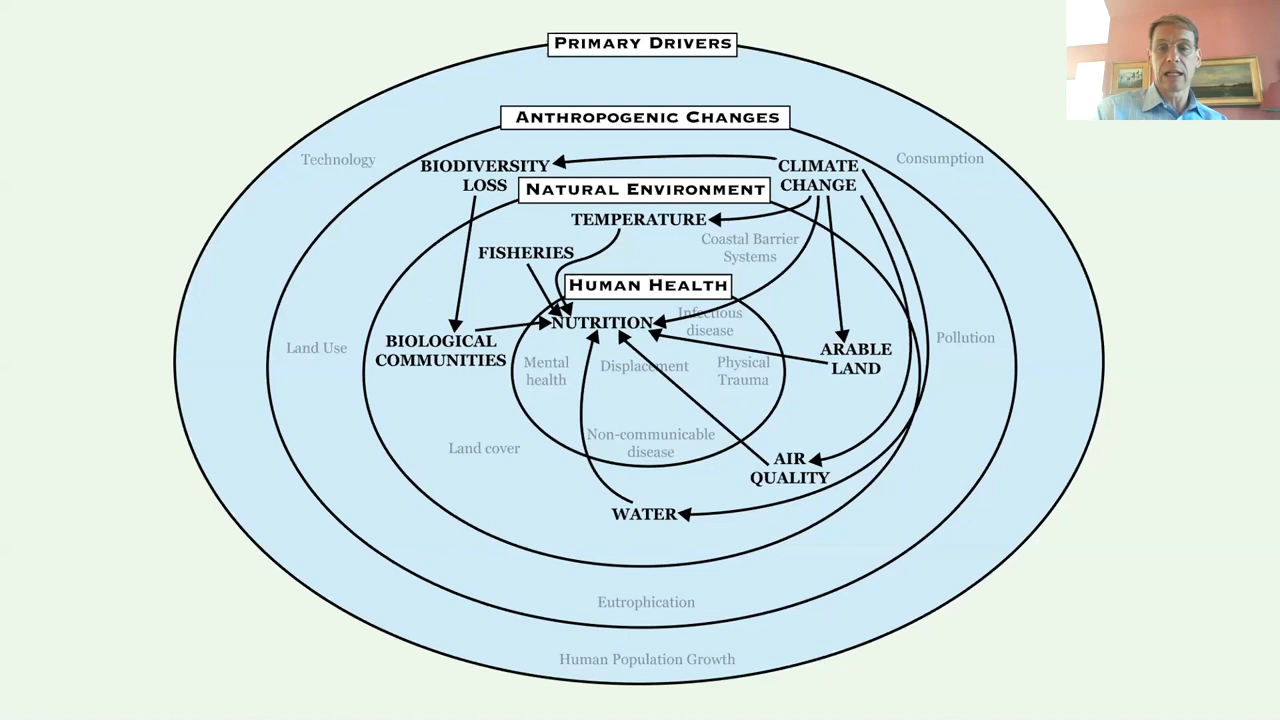 PRIMARY DRIVERS
ANTHROPOGENIC CHANGES
Technology
Consumption
BIODIVERSITY
LOSS
CLIMATE
CHANGE
NATURAL ENVIRONMENT
TEMPERATURE
Coastal Barrier
Systems
FISHERIES
HUMAN HEALTH
NUTRITION
Infectious
disease
Land Use
BIOLOGICAL
COMMUNITIES
Mental
health
Displacement
Physical
Trauma
ARABLE
LAND
Pollution
Land cover
Non-communicable
disease
AIR
QUALITY
WATER
Eutrophication
Human Population Growth